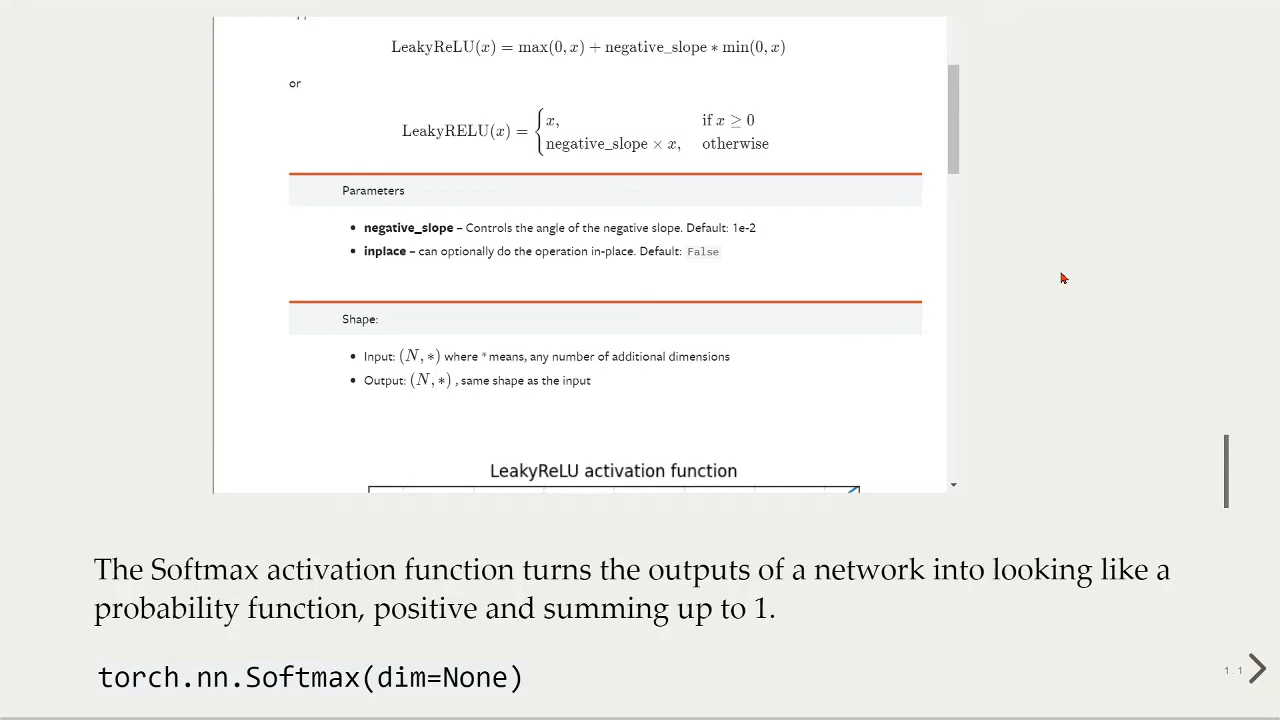 LeakyReLU(x) = max(0, x) + negative_slope ∗ min(0, x)
or
LeakyRELU(x) = { x, if x ≥ 0
negative_slope × x, otherwise
Parameters
• negative_slope – Controls the angle of the negative slope. Default: 1e-2
• inplace – can optionally do the operation in-place. Default: False
Shape:
• Input: (N, ∗) where * means, any number of additional dimensions
• Output: (N, ∗) , same shape as the input
LeakyReLU activation function
The Softmax activation function turns the outputs of a network into looking like a
probability function, positive and summing up to 1.
torch.nn.Softmax(dim=None)
1.1